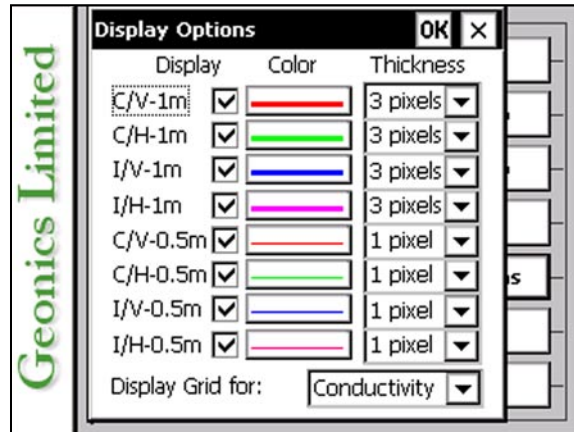 Geonics Limited
Display Options OK ×
Display Color Thickness
C/V-1m 3 pixels
C/H-1m 3 pixels
I/V-1m 3 pixels
I/H-1m 3 pixels
C/V-0.5m 1 pixel
C/H-0.5m 1 pixel
I/V-0.5m 1 pixel
I/H-0.5m 1 pixel
Display Grid for: Conductivity